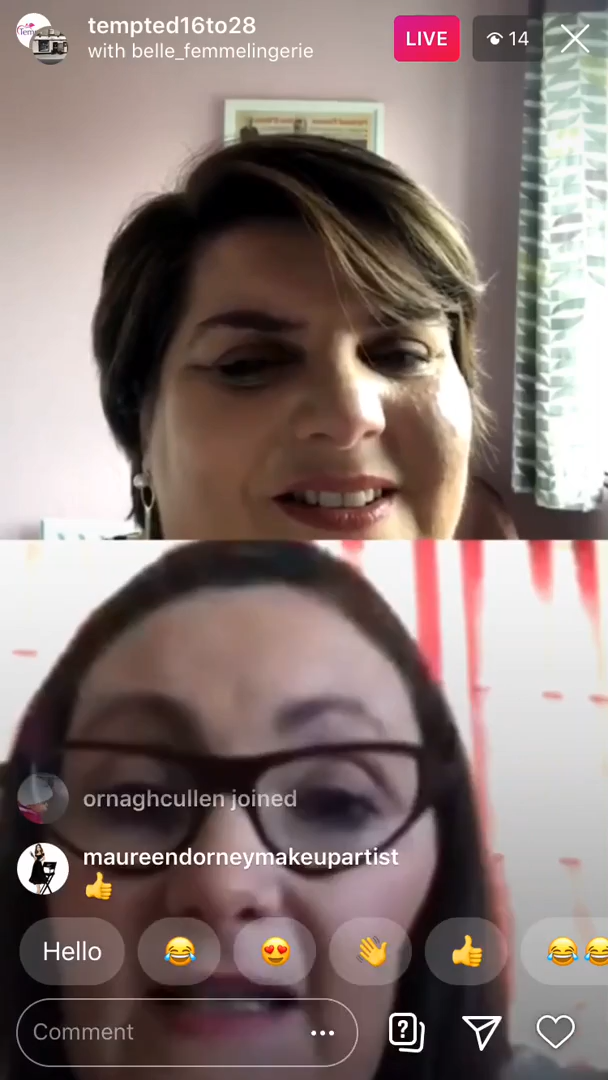 tempted16to28
with belle_femmelingerie
LIVE
14
ornaghcullen joined
maureendorneymakeupartist
👍
Hello
Comment